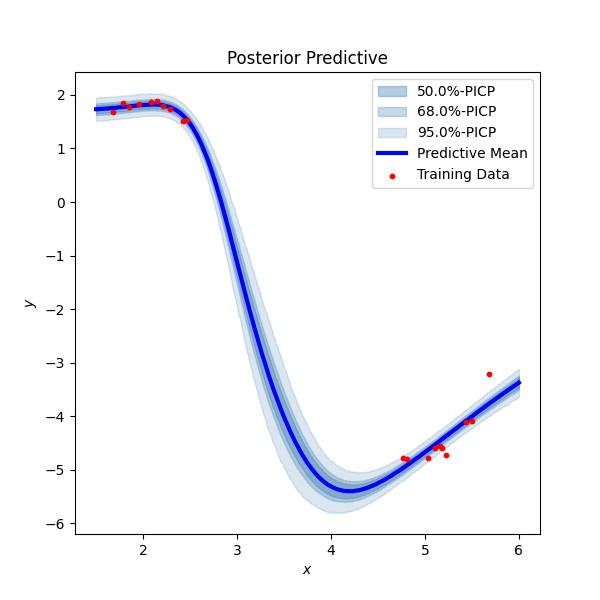 Posterior Predictive
50.0%-PICP
68.0%-PICP
95.0%-PICP
Predictive Mean
Training Data
y
2
1
0
−1
−2
−3
−4
−5
−6
2
3
4
5
6
x